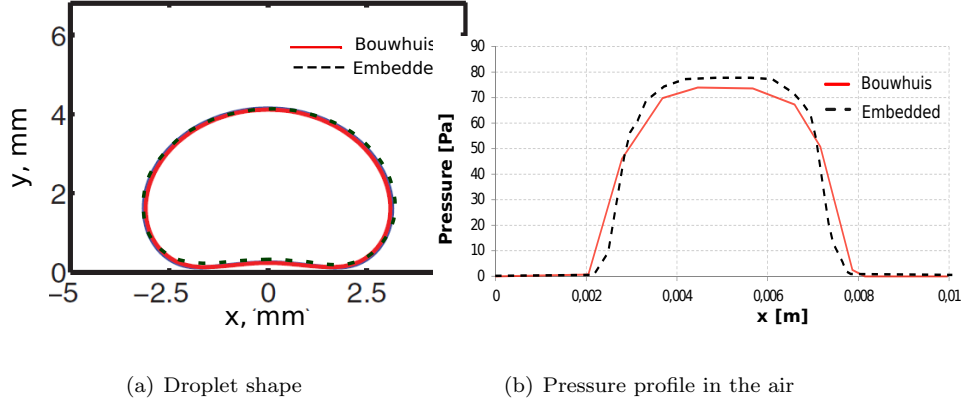 6
4
2
0
y, mm
-5
-2.5
0
2.5
x, mm
Bouwhuis
Embedde
90
80
70
60
50
40
30
20
10
0
Pressure [Pa]
0
0,002
0,004
0,006
0,008
0,01
x [m]
Bouwhuis
Embedded
(a) Droplet shape
(b) Pressure profile in the air